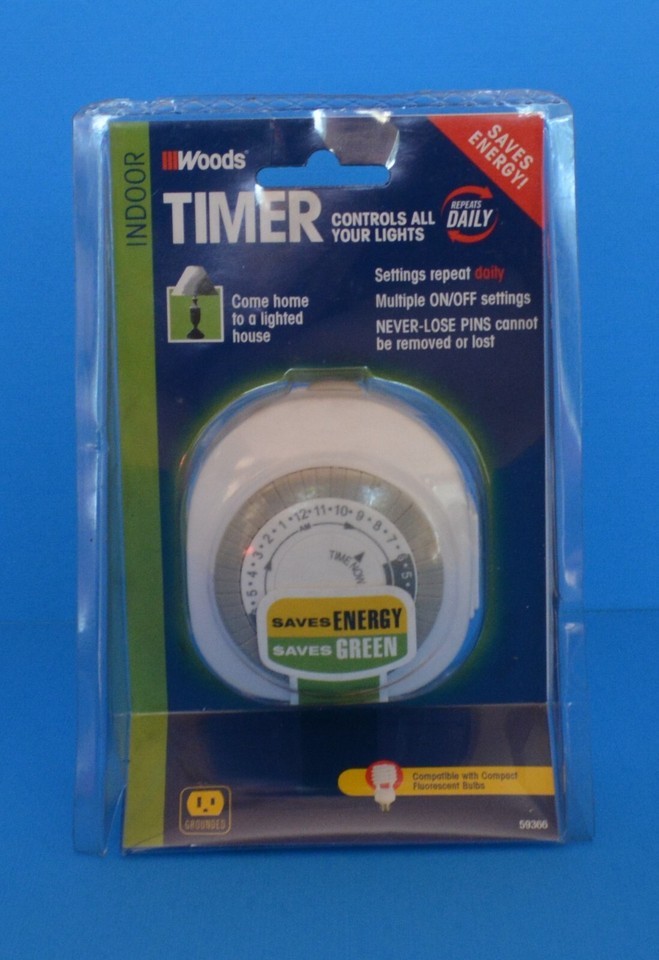 INDOOR
Woods
SAVES
ENERGY!
TIMER
CONTROLS ALL
YOUR LIGHTS
REPEATS
DAILY
Come home
to a lighted
house
Settings repeat daily
Multiple ON/OFF settings
NEVER-LOSE PINS cannot
be removed or lost
5 • 4 • 3 • 2 • 1 • 12 • 11 • 10 • 9 • 8 • 7
5
TIME NOW
SAVES ENERGY
SAVES GREEN
GROUNDED
Compatible with Compact
Fluorescent Bulbs
59366